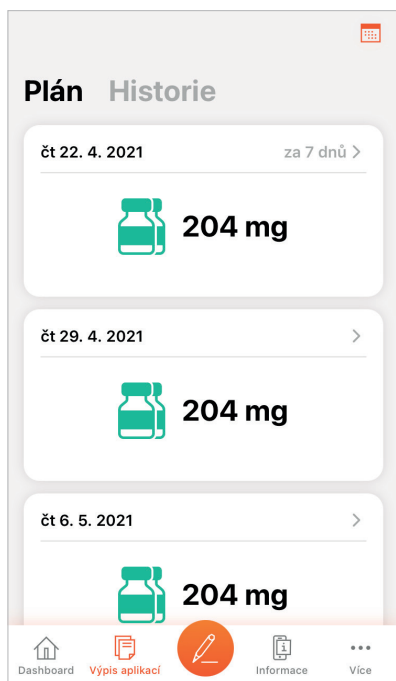 Plán Historie
čt 22. 4. 2021 za 7 dnů >
204 mg
čt 29. 4. 2021 >
204 mg
čt 6. 5. 2021 >
204 mg
Dashboard Výpis aplikací Informace Více